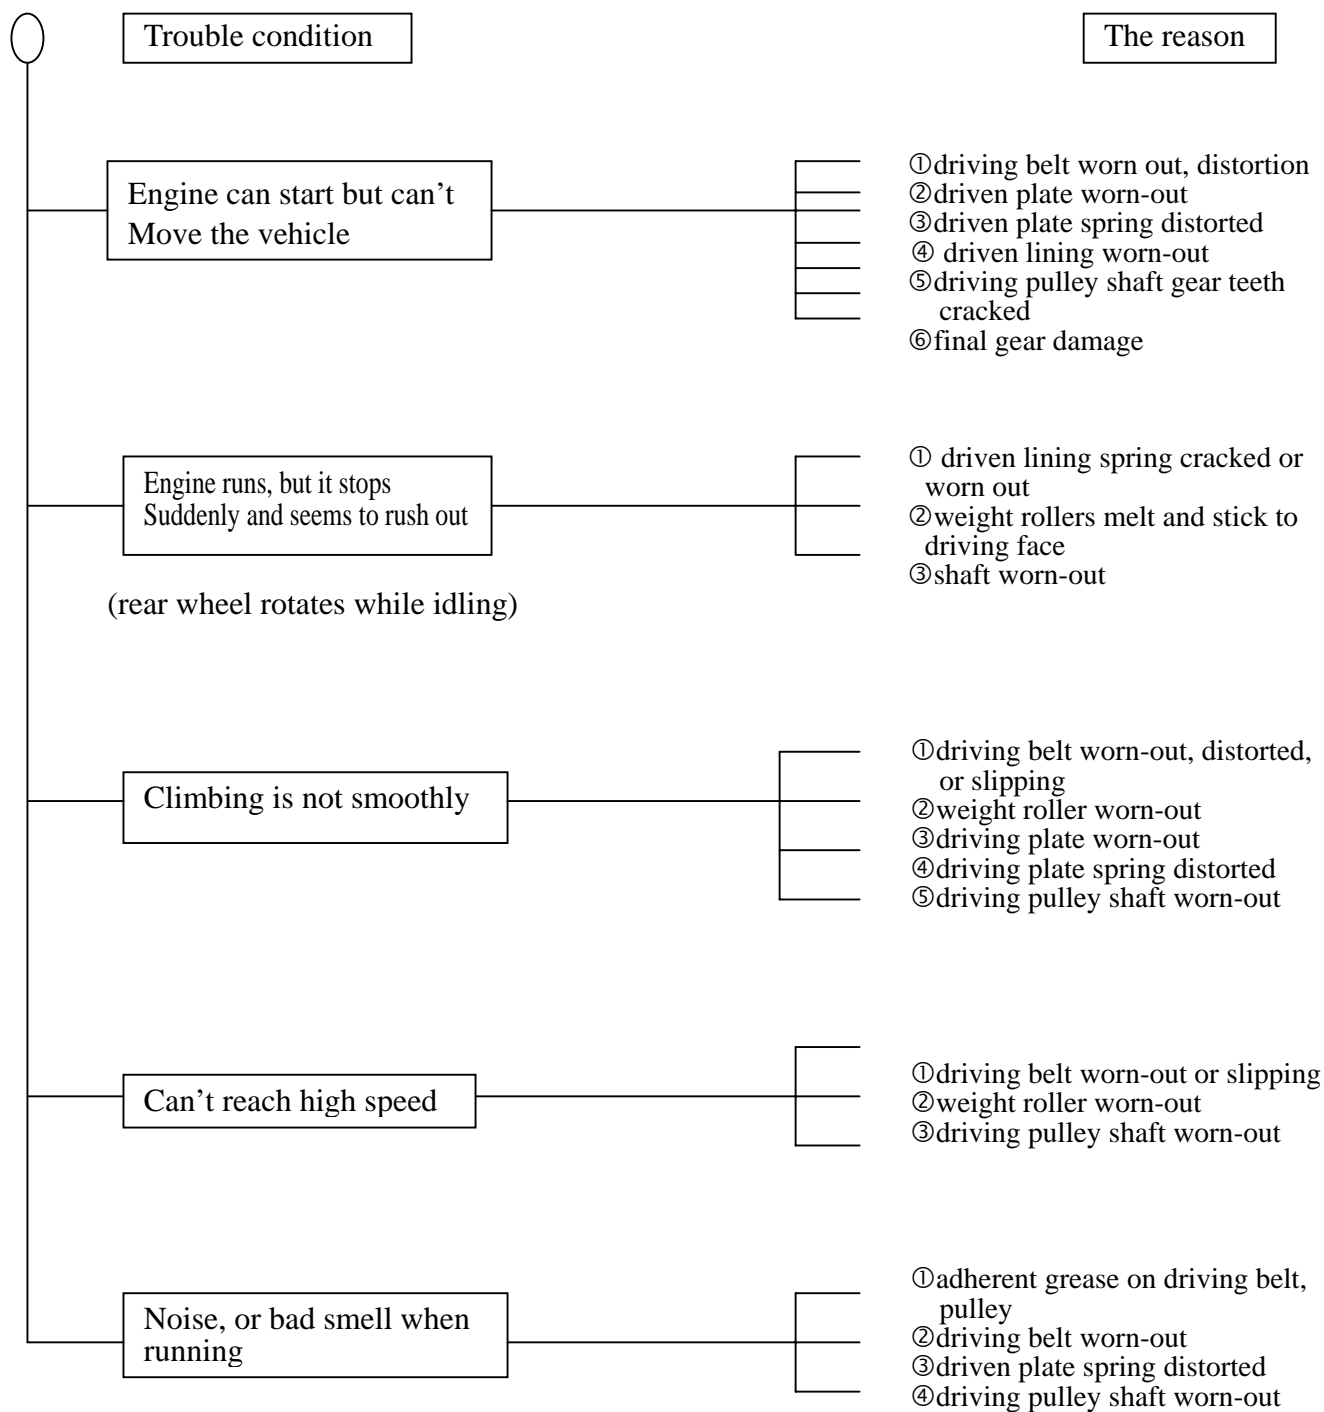 Trouble condition
The reason
Engine can start but can’t
Move the vehicle
①driving belt worn out, distortion
②driven plate worn-out
③driven plate spring distorted
④ driven lining worn-out
⑤driving pulley shaft gear teeth
cracked
⑥final gear damage
Engine runs, but it stops
Suddenly and seems to rush out
(rear wheel rotates while idling)
① driven lining spring cracked or
worn out
②weight rollers melt and stick to
driving face
③shaft worn-out
Climbing is not smoothly
①driving belt worn-out, distorted,
or slipping
②weight roller worn-out
③driving plate worn-out
④driving plate spring distorted
⑤driving pulley shaft worn-out
Can’t reach high speed
①driving belt worn-out or slipping
②weight roller worn-out
③driving pulley shaft worn-out
Noise, or bad smell when
running
①adherent grease on driving belt,
pulley
②driving belt worn-out
③driven plate spring distorted
④driving pulley shaft worn-out